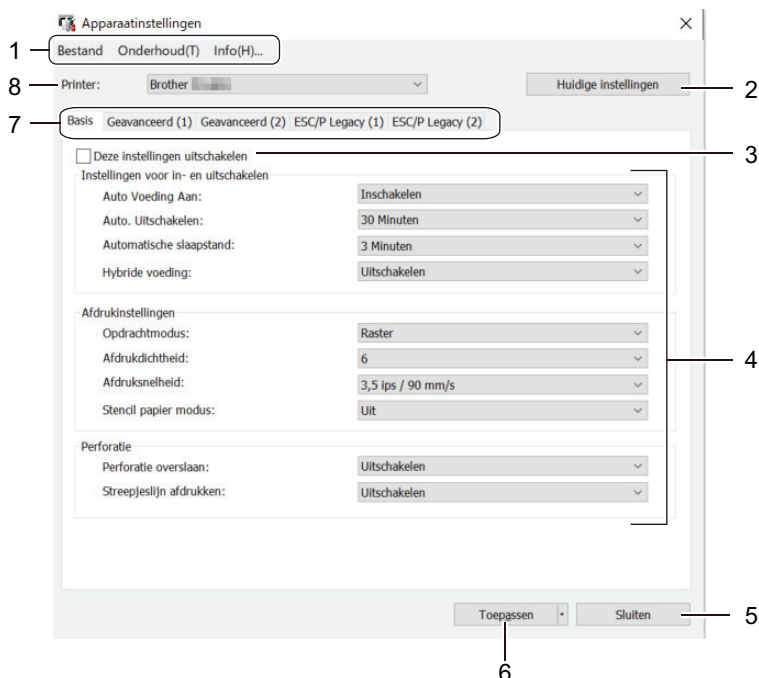 Apparaatinstellingen
1
Bestand Onderhoud(T) Info(H)...
8
Printer: Brother
Huidige instellingen
2
7
Basis Geavanceerd (1) Geavanceerd (2) ESC/P Legacy (1) ESC/P Legacy (2)
Deze instellingen uitschakelen
3
Instellingen voor in- en uitschakelen
Auto Voeding Aan: Inschakelen
Auto. Uitschakelen: 30 Minuten
Automatische slaapstand: 3 Minuten
Hybride voeding: Uitschakelen
Afdrukinstellingen
Opdrachtmodus: Raster
Afdrukdichtheid: 6
4
Afdruksnelheid: 3,5 ips / 90 mm/s
Stencil papier modus: Uit
Perforatie
Perforatie overslaan: Uitschakelen
Streepjeslijn afdrukken: Uitschakelen
Toepassen
Sluiten
5
6